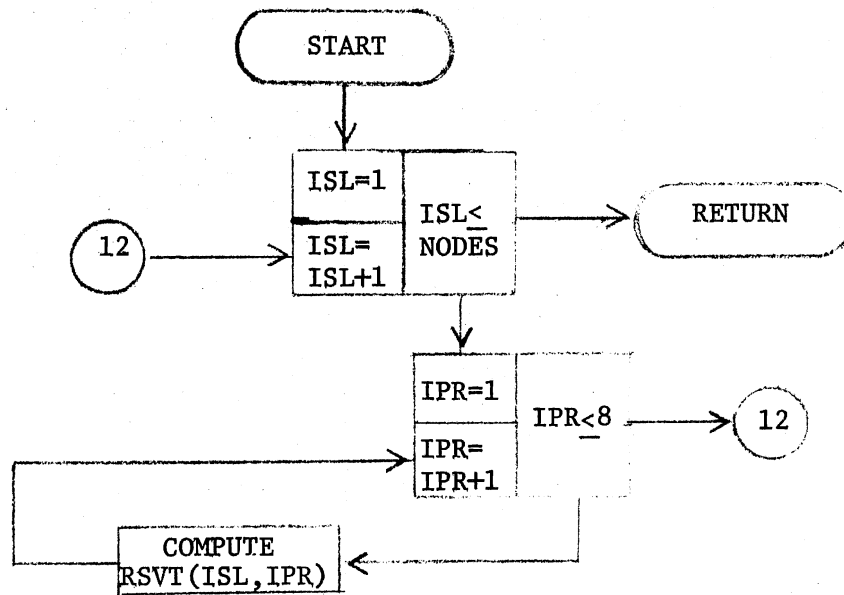 START
ISL=1
ISL≤
NODES
RETURN
12
ISL=
ISL+1
IPR=1
IPR≤8
12
IPR=
IPR+1
COMPUTE
RSVT(ISL,IPR)